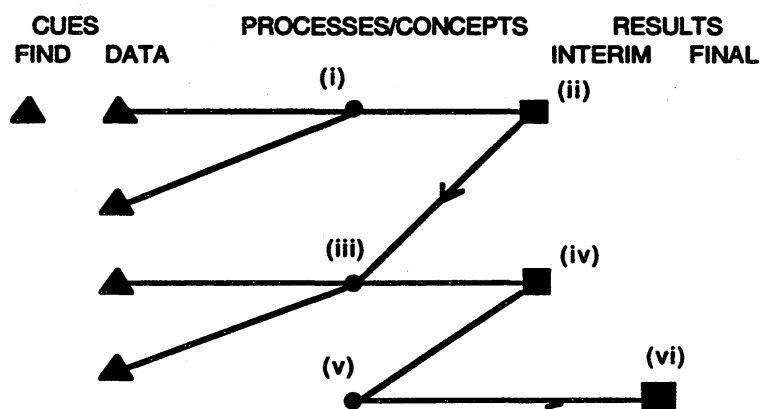 CUES PROCESSES/CONCEPTS RESULTS
FIND DATA INTERIM FINAL
(i)
(ii)
(iii)
(iv)
(v)
(vi)